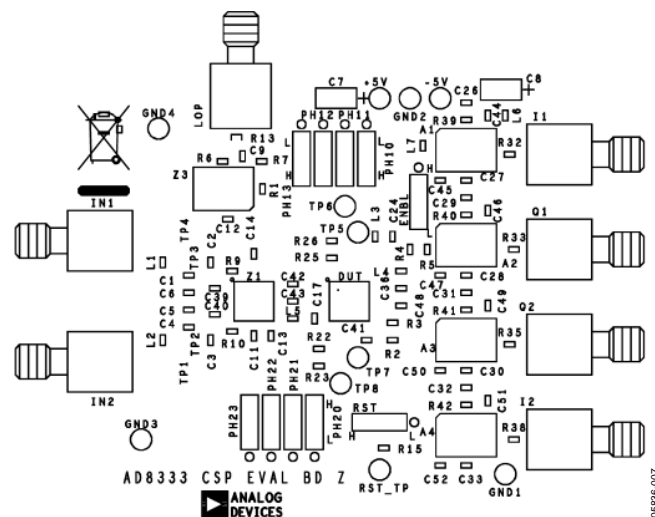 C7 +5V -5V C8
GND4 PH12 PH11 GND2 C26 C44 L6 I1
LOP R13 R39 A1
R6 C9 R7 L L L7 R32
Z3 H H PH10 H
R1 PH13 ENBL C45 C27
IN1 TP6 C29 Q1
TP4 C12 C14 TP5 L3 C24 R40 C46
TP3 C2 R26 L R33
L1 R9 R25 R4 R5 A2
C1 Z1 C42 DUT L4 C28
C6 C39 C43 C36 C47 C31 C49 Q2
C5 C40 L5 C17 C48 R41
C4 R3
L2 TP2 R10 C13 R22 C41 R2 A3 R35
TP1 C3 C11 TP7 C50 C30
PH22 PH21 R23 TP8 C32
IN2 PH23 H PH20 RST R42 C51 I2
GND3 L H L A4 R38
R15
AD8333 CSP EVAL BD Z RST_TP C52 C33 GND1
ANALOG
DEVICES
05936-007